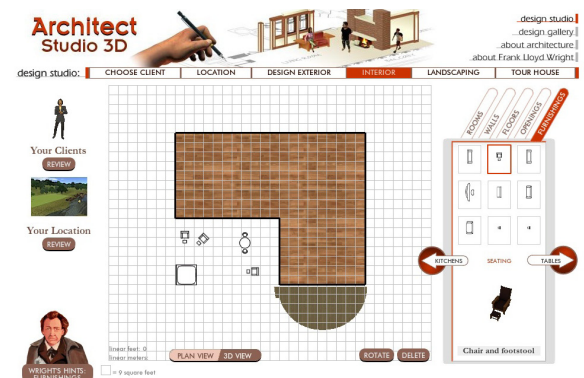 Architect
Studio 3D
design studio
design gallery
about architecture
about Frank Lloyd Wright
design studio:
CHOOSE CLIENT
LOCATION
DESIGN EXTERIOR
INTERIOR
LANDSCAPING
TOUR HOUSE
ROOMS
WALLS
FLOORS
OPENINGS
FURNISHINGS
Your Clients
REVIEW
Your Location
REVIEW
KITCHENS
SEATING
TABLES
Chair and footstool
linear feet: 0
linear meters:
PLAN VIEW
3D VIEW
ROTATE
DELETE
WRIGHT'S HINTS:
FURNISHINGS
= 9 square feet